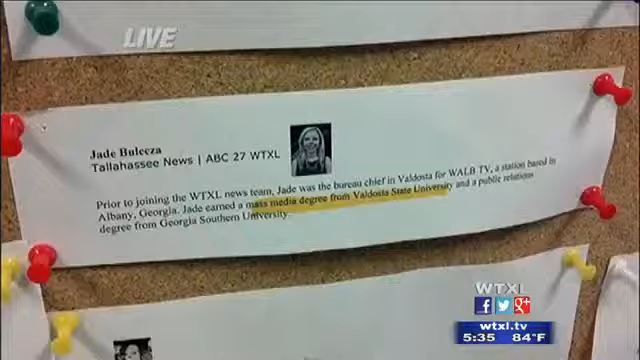 LIVE
Jade Bulecza
Tallahassee News | ABC 27 WTXL
Prior to joining the WTXL news team, Jade was the bureau chief in Valdosta for WALB TV, a station based in
Albany, Georgia. Jade earned a mass media degree from Valdosta State University and a public relations
degree from Georgia Southern University.
WTXL
f g+
wtxl.tv
5:35 84°F